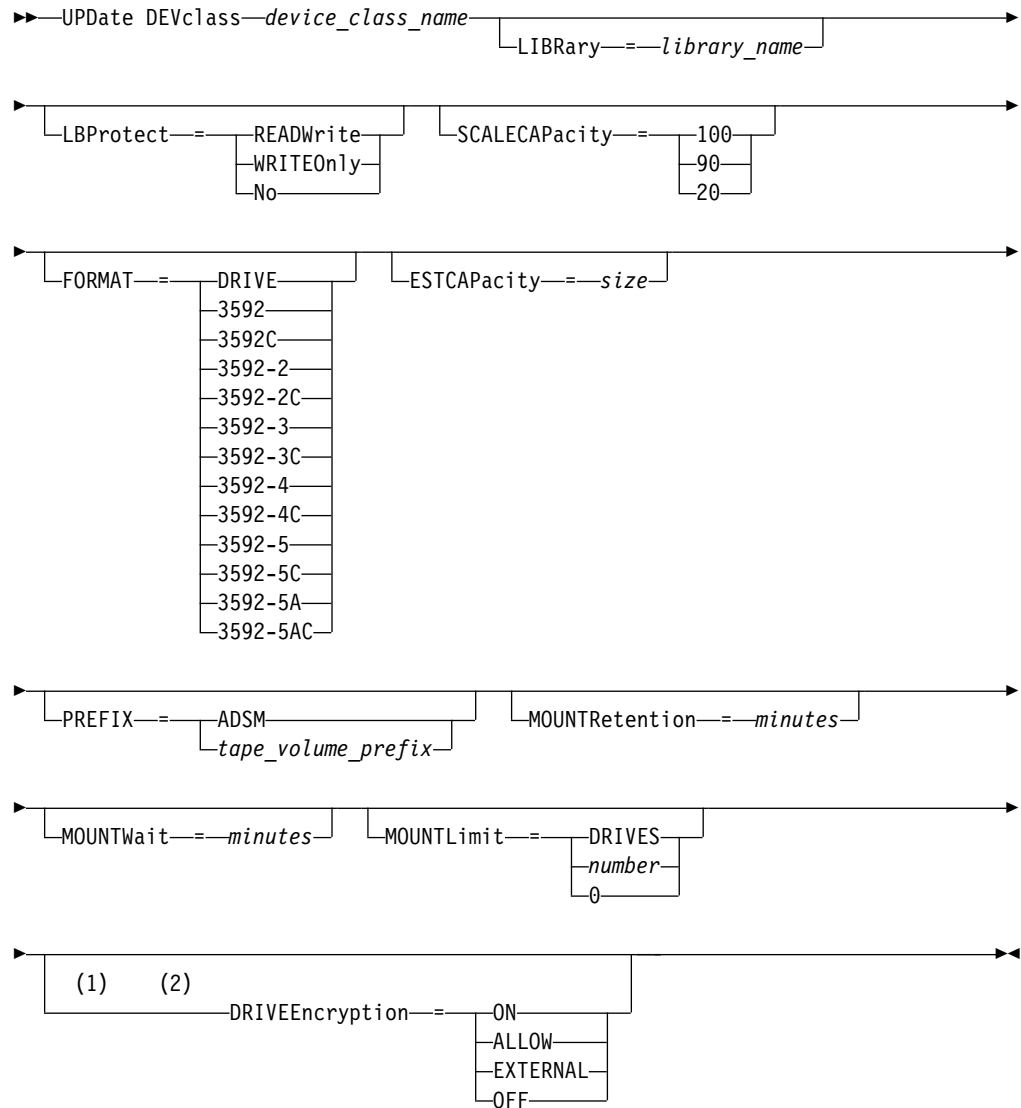 UPDate DEVclass device_class_name
LIBRary = library_name
LBProtect = READWrite SCALECAPacity = 100
WRITEOnly 90
No 20
FORMAT = DRIVE ESTCAPacity = size
3592
3592C
3592-2
3592-2C
3592-3
3592-3C
3592-4
3592-4C
3592-5
3592-5C
3592-5A
3592-5AC
PREFIX = ADSM MOUNTRetention = minutes
tape_volume_prefix
MOUNTWait = minutes MOUNTLimit = DRIVES
number
0
(1) (2)
DRIVEEncryption = ON
ALLOW
EXTERNAL
OFF